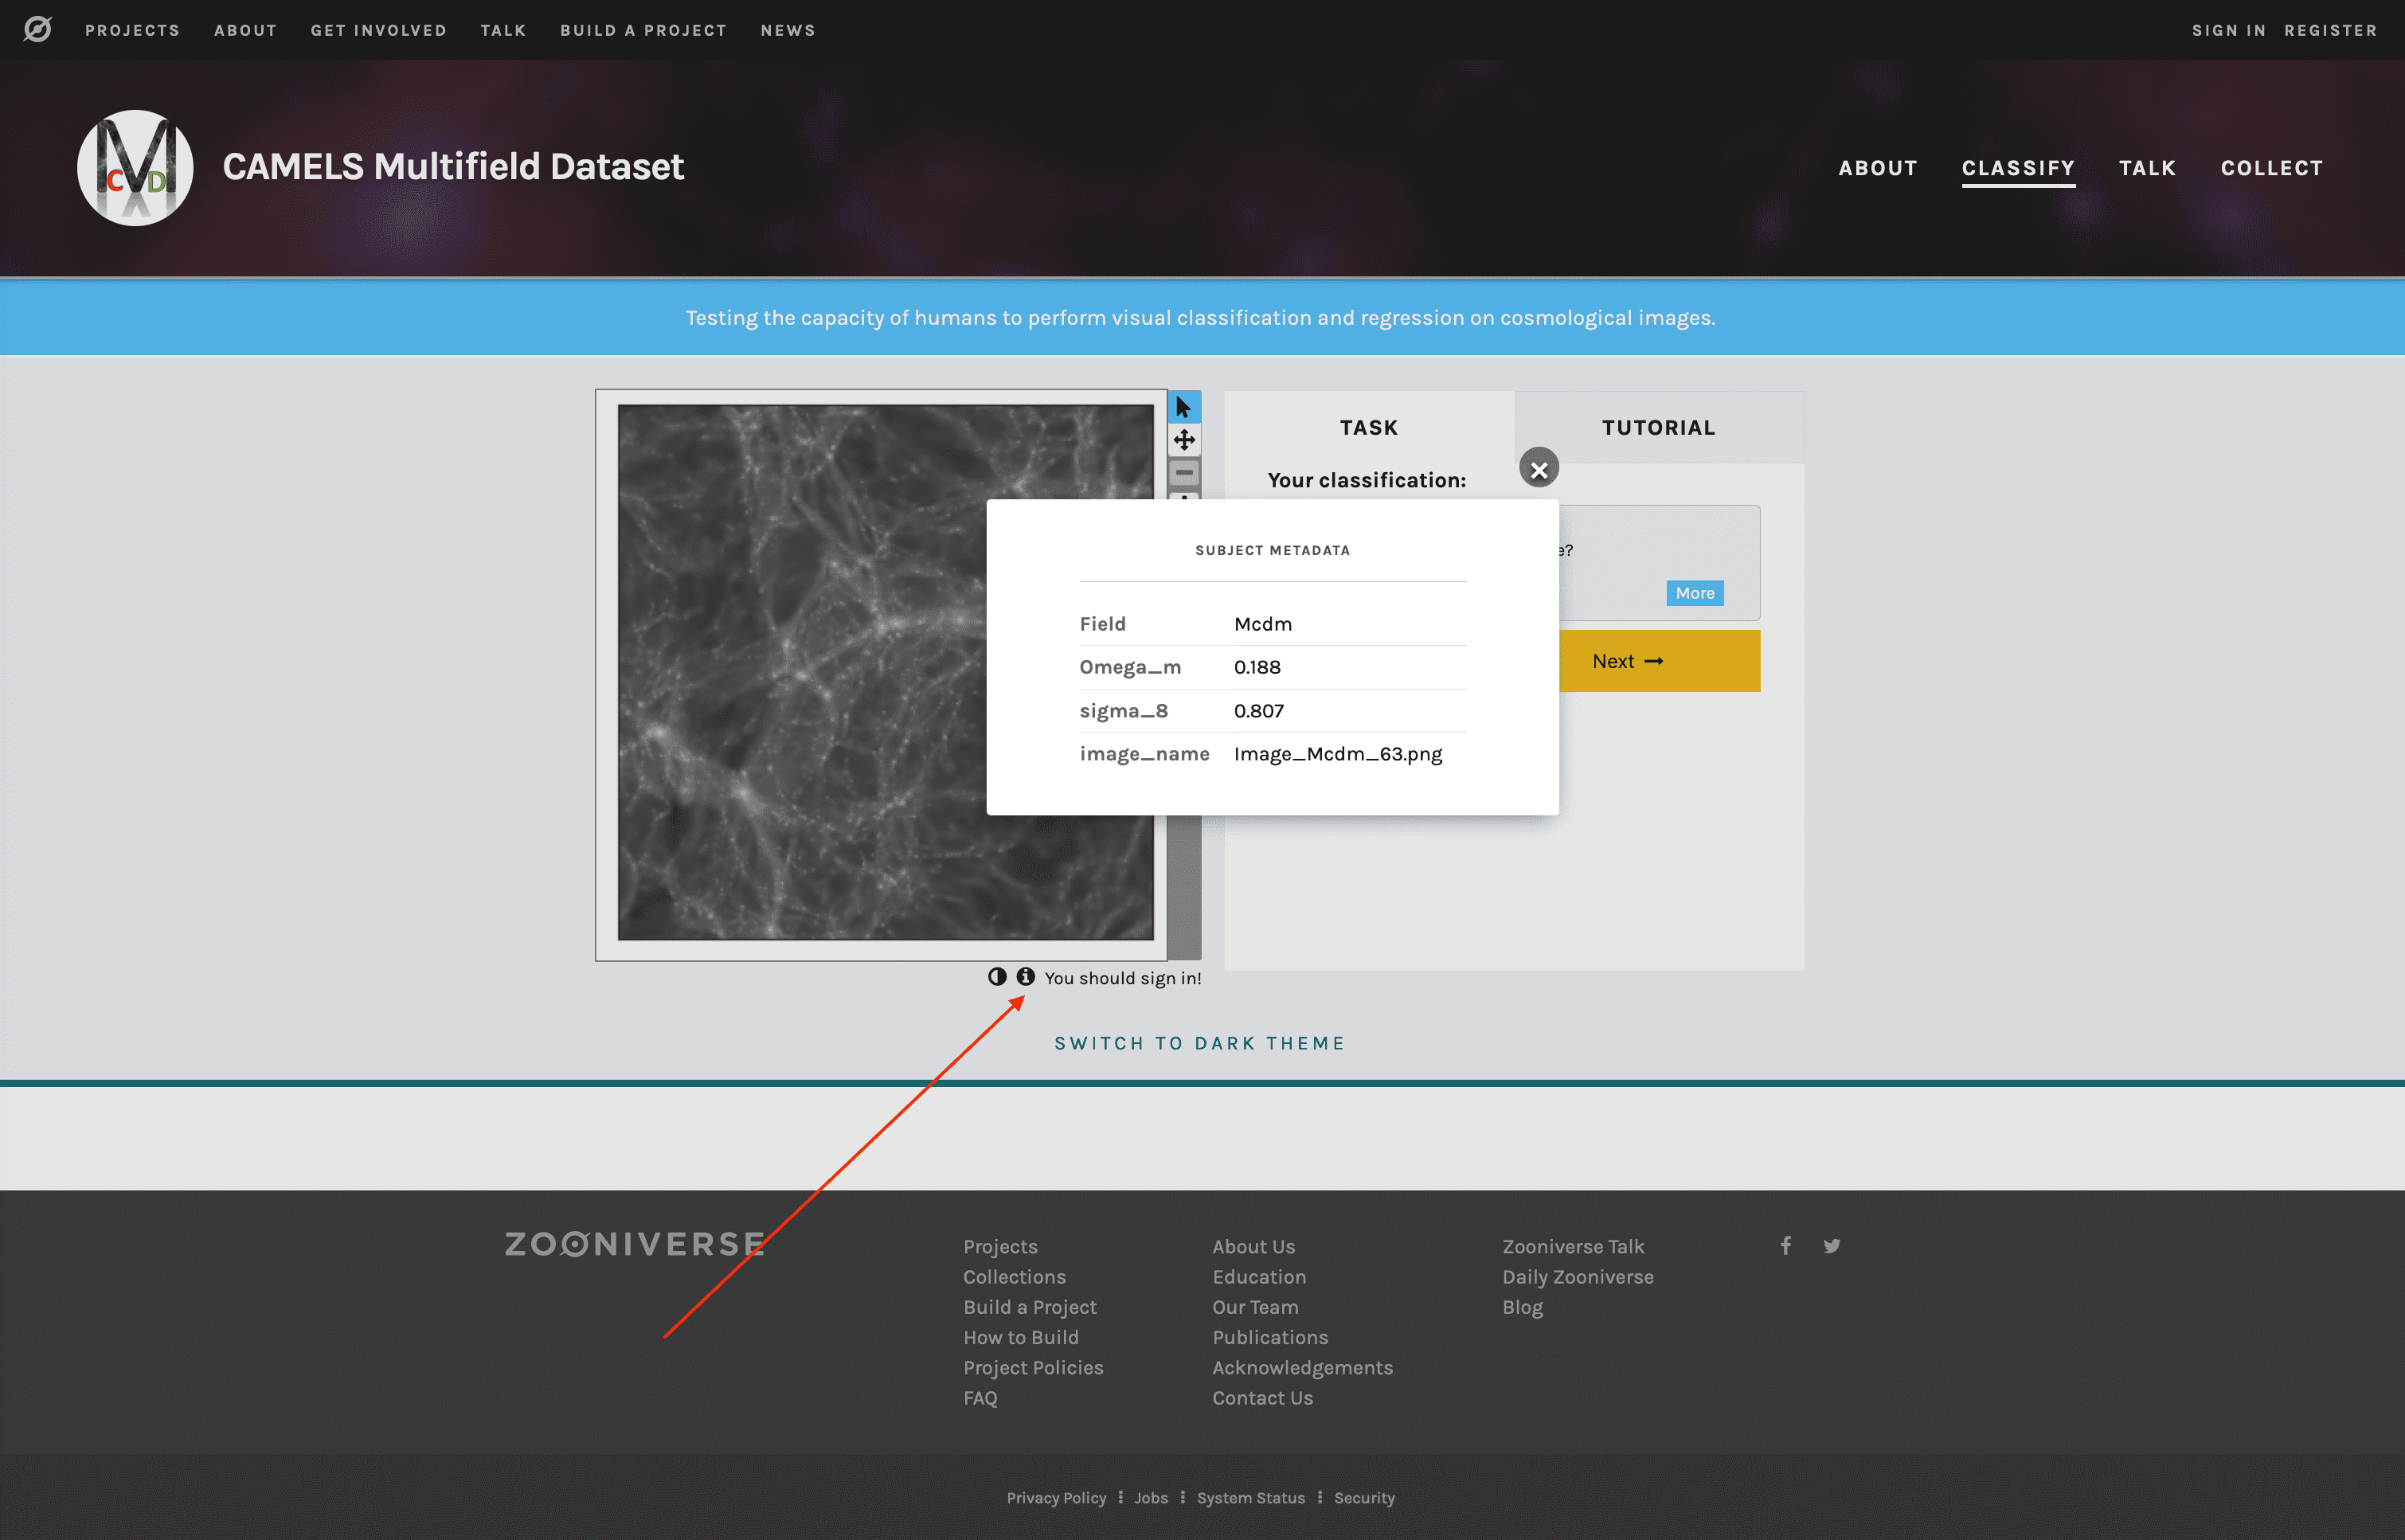 PROJECTS ABOUT GET INVOLVED TALK BUILD A PROJECT NEWS SIGN IN REGISTER
MCD
CAMELS Multifield Dataset
ABOUT CLASSIFY TALK COLLECT
Testing the capacity of humans to perform visual classification and regression on cosmological images.
TASK TUTORIAL
Your classification:
SUBJECT METADATA
e?
More
Field Mcdm
Omega_m 0.188
Next →
sigma_8 0.807
image_name Image_Mcdm_63.png
You should sign in!
SWITCH TO DARK THEME
ZOONIVERSE
Projects
Collections
Build a Project
How to Build
Project Policies
FAQ
About Us
Education
Our Team
Publications
Acknowledgements
Contact Us
Zooniverse Talk
Daily Zooniverse
Blog
Privacy Policy Jobs System Status Security